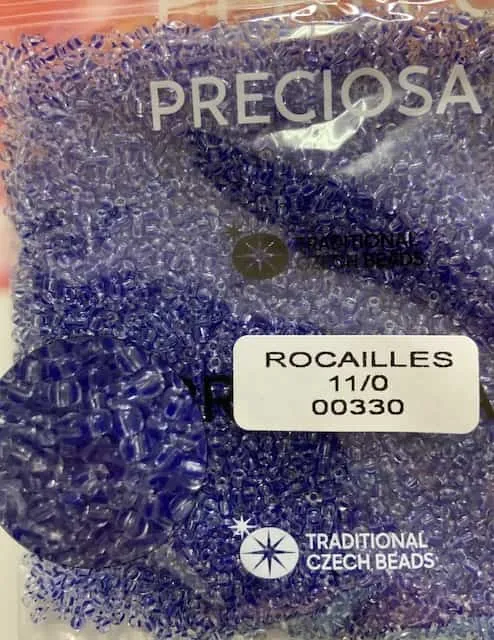 PRECIOSA
TRADITIONAL
CZECH BEADS
ROCAILLES
11/0
00330
TRADITIONAL
CZECH BEADS